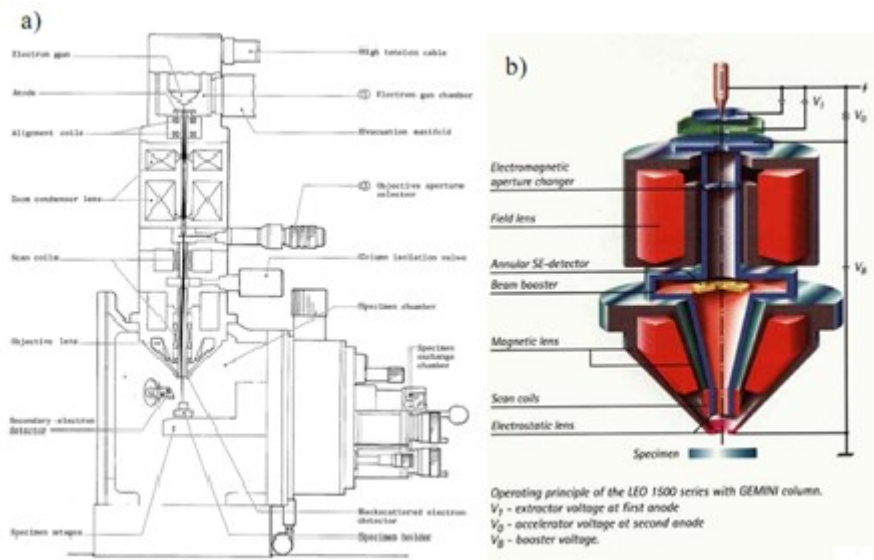 a)
Electron gun
High tension cable
Anode
① Electron gun chamber
Alignment coils
Evacuation manifold
Zoom condenser lens
③ Objective aperture
selector
Scan coils
Column isolation valve
Specimen chamber
Objective lens
Specimen
exchange
chamber
Secondary electron
detector
Backscattered electron
detector
Specimen stages
Specimen holder
b)
V₁
V₀
Electromagnetic
aperture changer
Field lens
Annular SE-detector
Beam booster
V_B
Magnetic lens
Scan coils
Electrostatic lens
Specimen
Operating principle of the LEO 1500 series with GEMINI column.
V₁ - extractor voltage at first anode
V₀ - accelerator voltage at second anode
V_B - booster voltage.